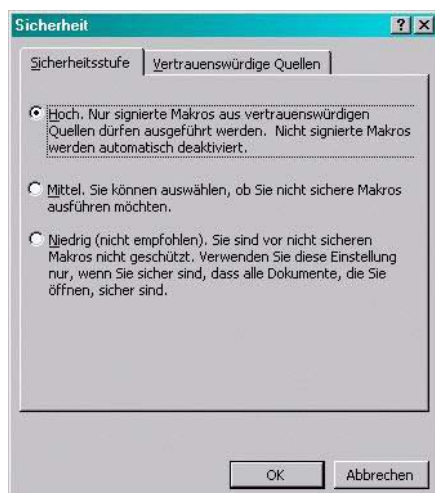 Sicherheit
Sicherheitsstufe Vertrauenswürdige Quellen
Hoch. Nur signierte Makros aus vertrauenswürdigen
Quellen dürfen ausgeführt werden. Nicht signierte Makros
werden automatisch deaktiviert.
Mittel. Sie können auswählen, ob Sie nicht sichere Makros
ausführen möchten.
Niedrig (nicht empfohlen). Sie sind vor nicht sicheren
Makros nicht geschützt. Verwenden Sie diese Einstellung
nur, wenn Sie sicher sind, dass alle Dokumente, die Sie
öffnen, sicher sind.
OK Abbrechen